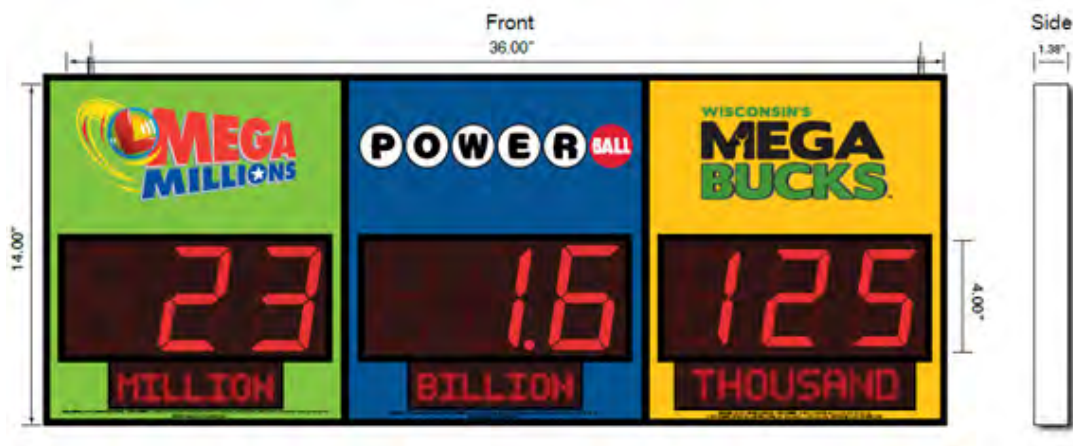 Front
Side
36.00"
1.38"
14.00"
MEGA
MILLIONS
POWER BALL
WISCONSIN'S
MEGA
BUCKS
23
1.6
125
4.00"
MILLION
BILLION
THOUSAND